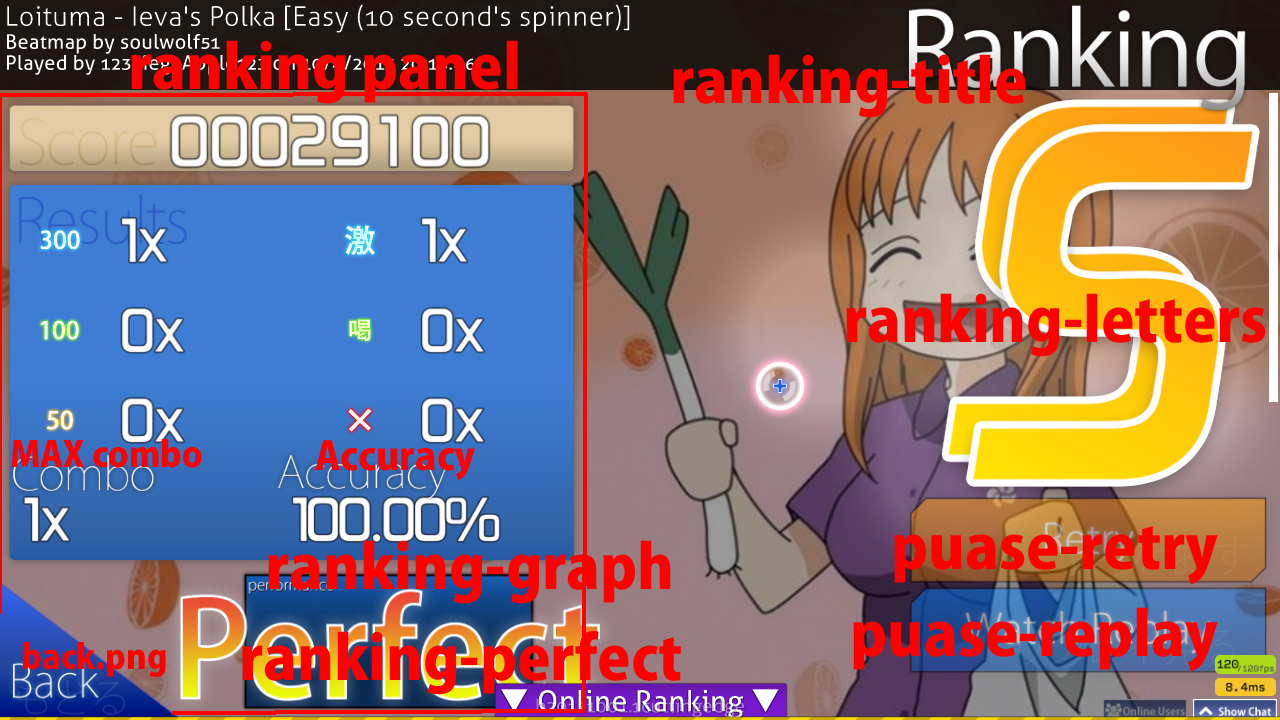 Loituma - Ieva's Polka [Easy (10 second's spinner)]
Beatmap by soulwolf51
Played by
Ranking
ranking panel
ranking-title
Score 00029100
Results
300 1x 激 1x
100 0x 喝 0x
ranking-letters
50 0x × 0x
MAX combo Accuracy
Combo Accuracy
1x 100.00%
Retry
puase-retry
ranking-graph
performance
Perfect
Watch Replay
puase-replay
ranking-perfect
back.png
Back
120/120fps
8.4ms
▼ Online Ranking ▼
Online Users
Show Chat